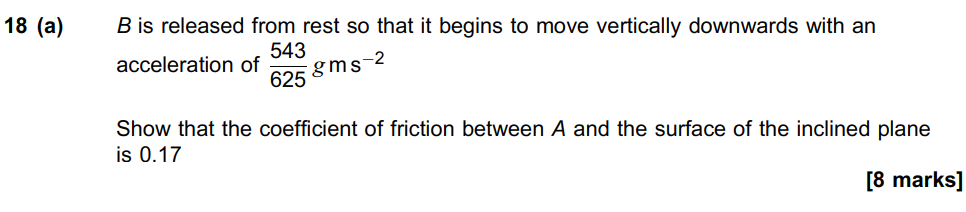 18 (a) B is released from rest so that it begins to move vertically downwards with an
acceleration of 543/625 g m s⁻²
Show that the coefficient of friction between A and the surface of the inclined plane
is 0.17
[8 marks]